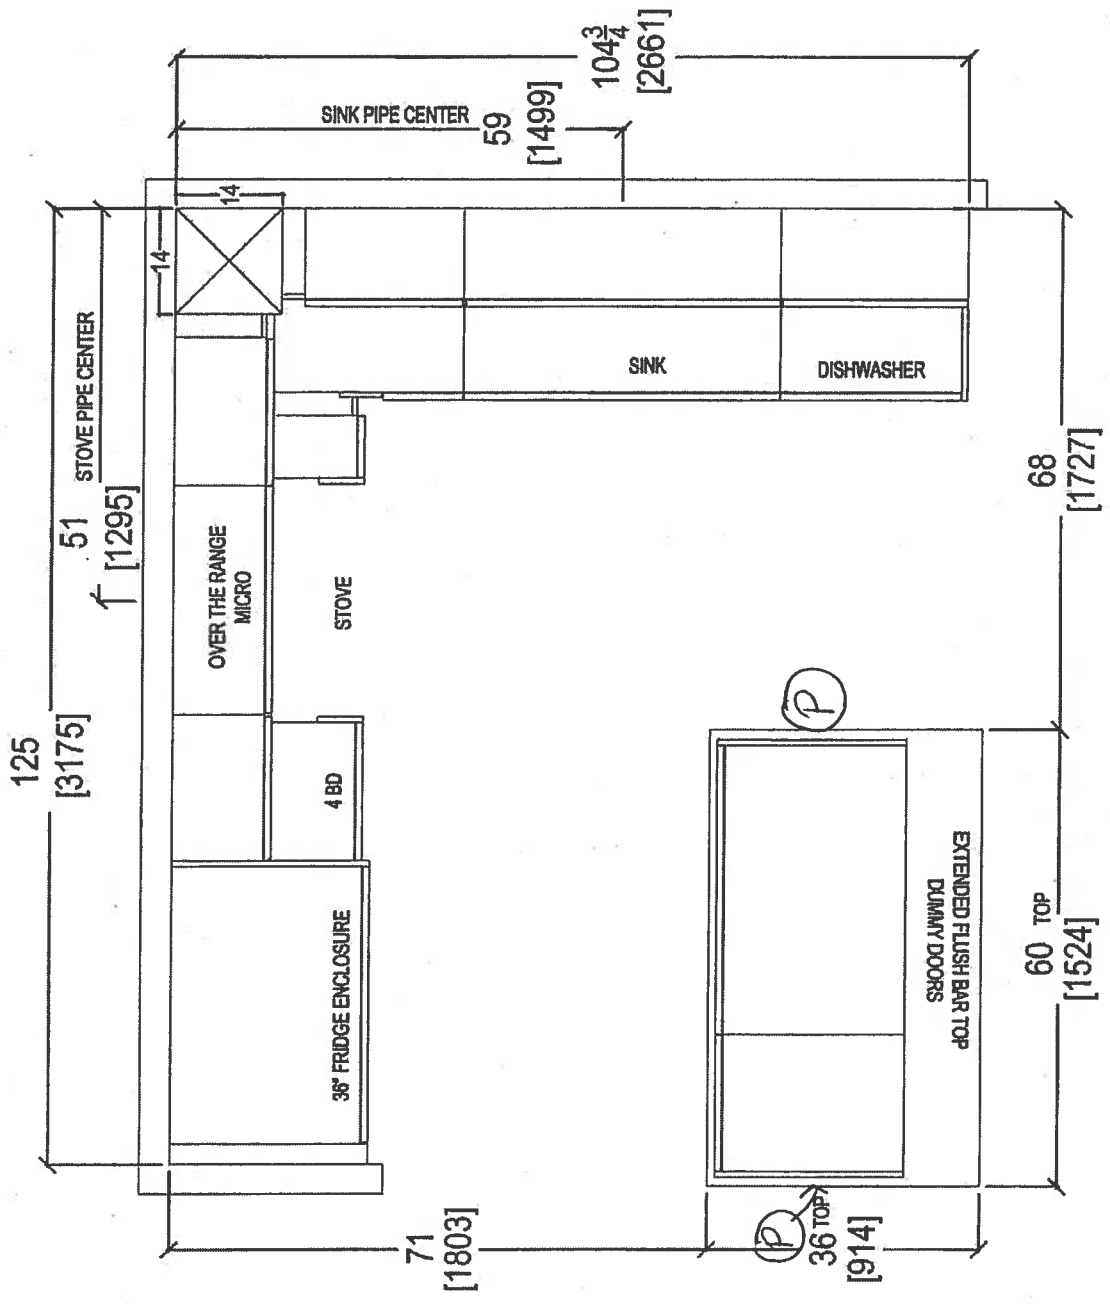 125
[3175]
51
[1295]
STOVE PIPE CENTER
14
14
SINK PIPE CENTER
59
[1499]
104 3/4
[2661]
OVER THE RANGE
MICRO
STOVE
4 BD
36" FRIDGE ENCLOSURE
SINK
DISHWASHER
68
[1727]
P
EXTENDED FLUSH BAR TOP
DUMMY DOORS
60 TOP
[1524]
71
[1803]
P
36 TOP
[914]